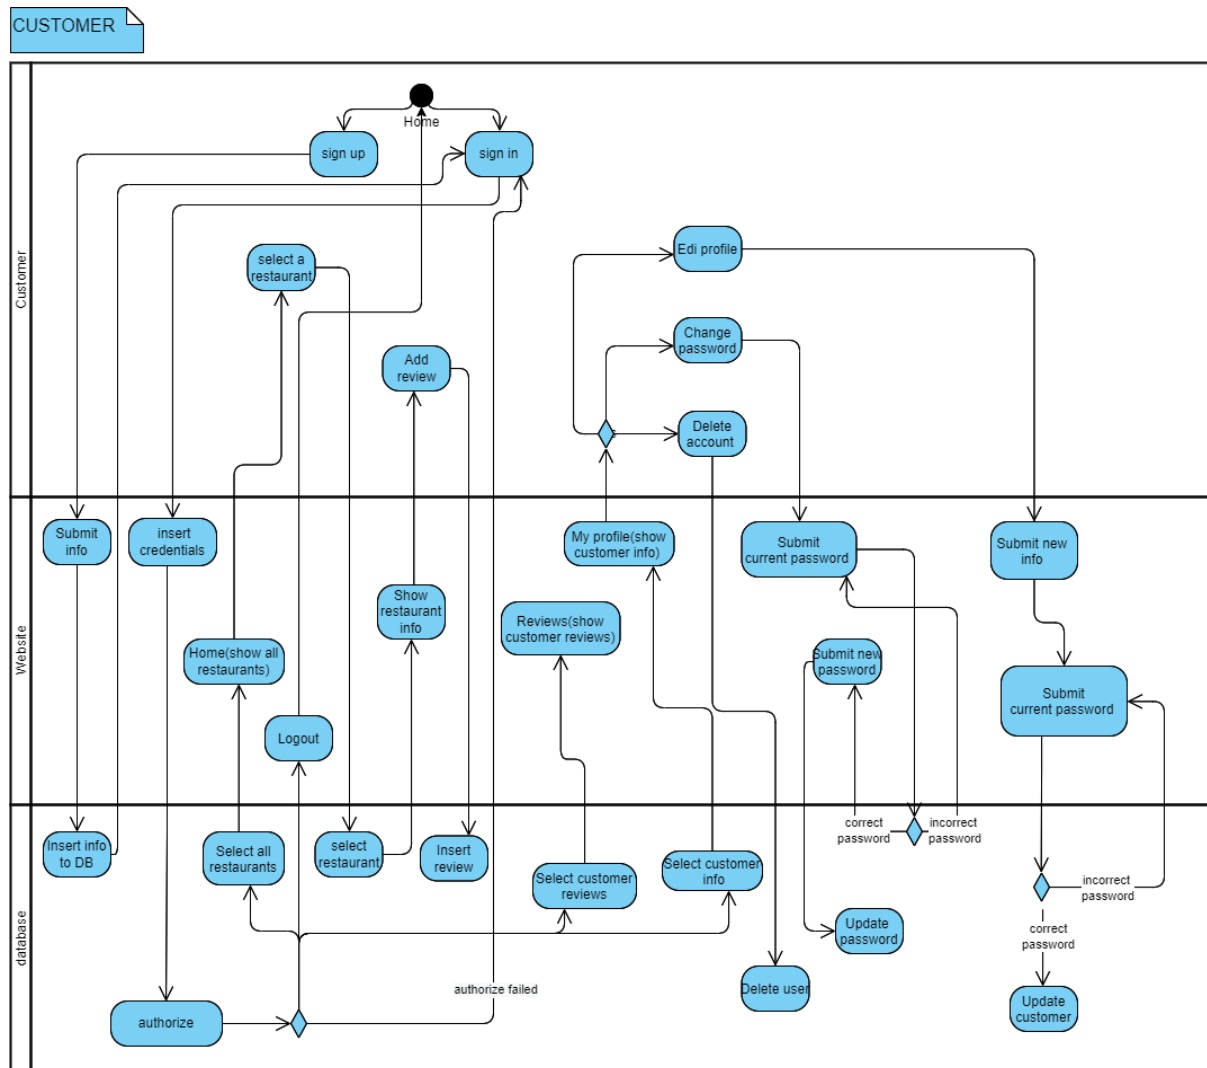 CUSTOMER
Customer
Home
sign up
sign in
select a
restaurant
Edi profile
Change
password
Add
review
Delete
account
Website
Submit
info
insert
credentials
My profile(show
customer info)
Submit
current password
Submit new
info
Show
restaurant
info
Reviews(show
customer reviews)
Home(show all
restaurants)
Submit new
password
Submit
current password
Logout
database
Insert info
to DB
Select all
restaurants
select
restaurant
Insert
review
Select customer
reviews
Select customer
info
correct
password
incorrect
password
incorrect
password
Update
password
correct
password
authorize failed
Delete user
authorize
Update
customer